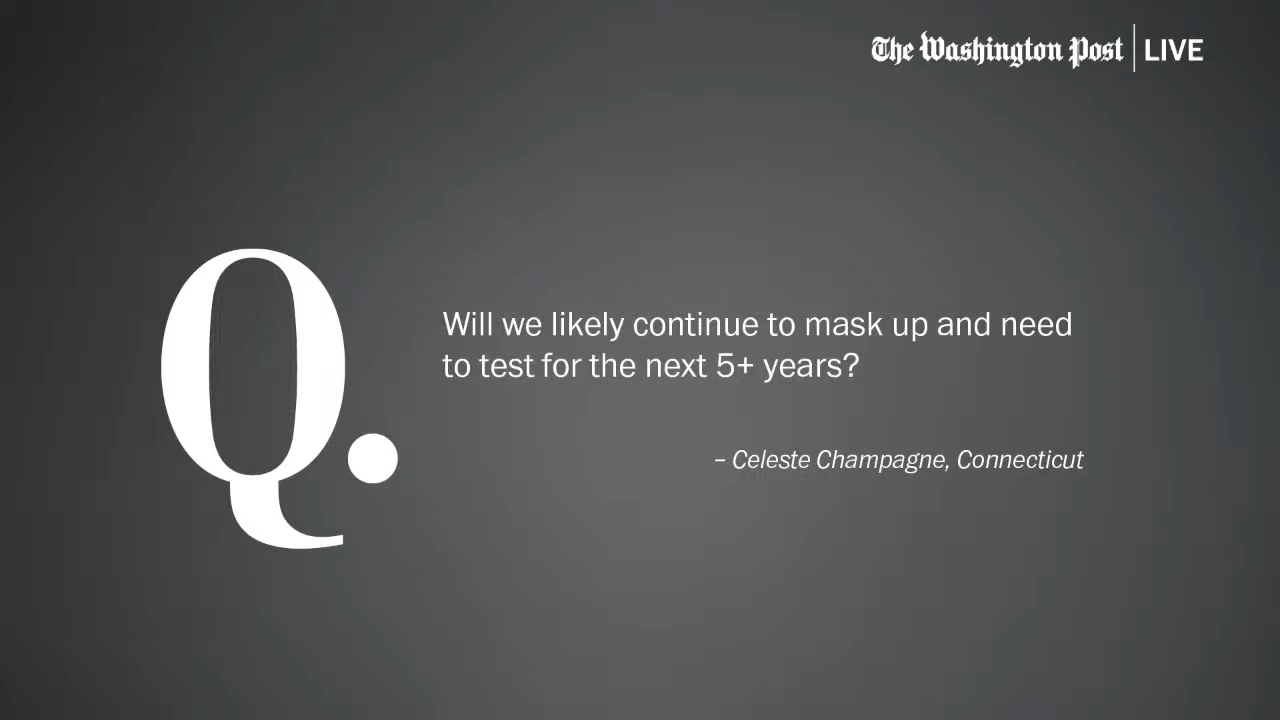 The Washington Post | LIVE
Q.
Will we likely continue to mask up and need
to test for the next 5+ years?
– Celeste Champagne, Connecticut